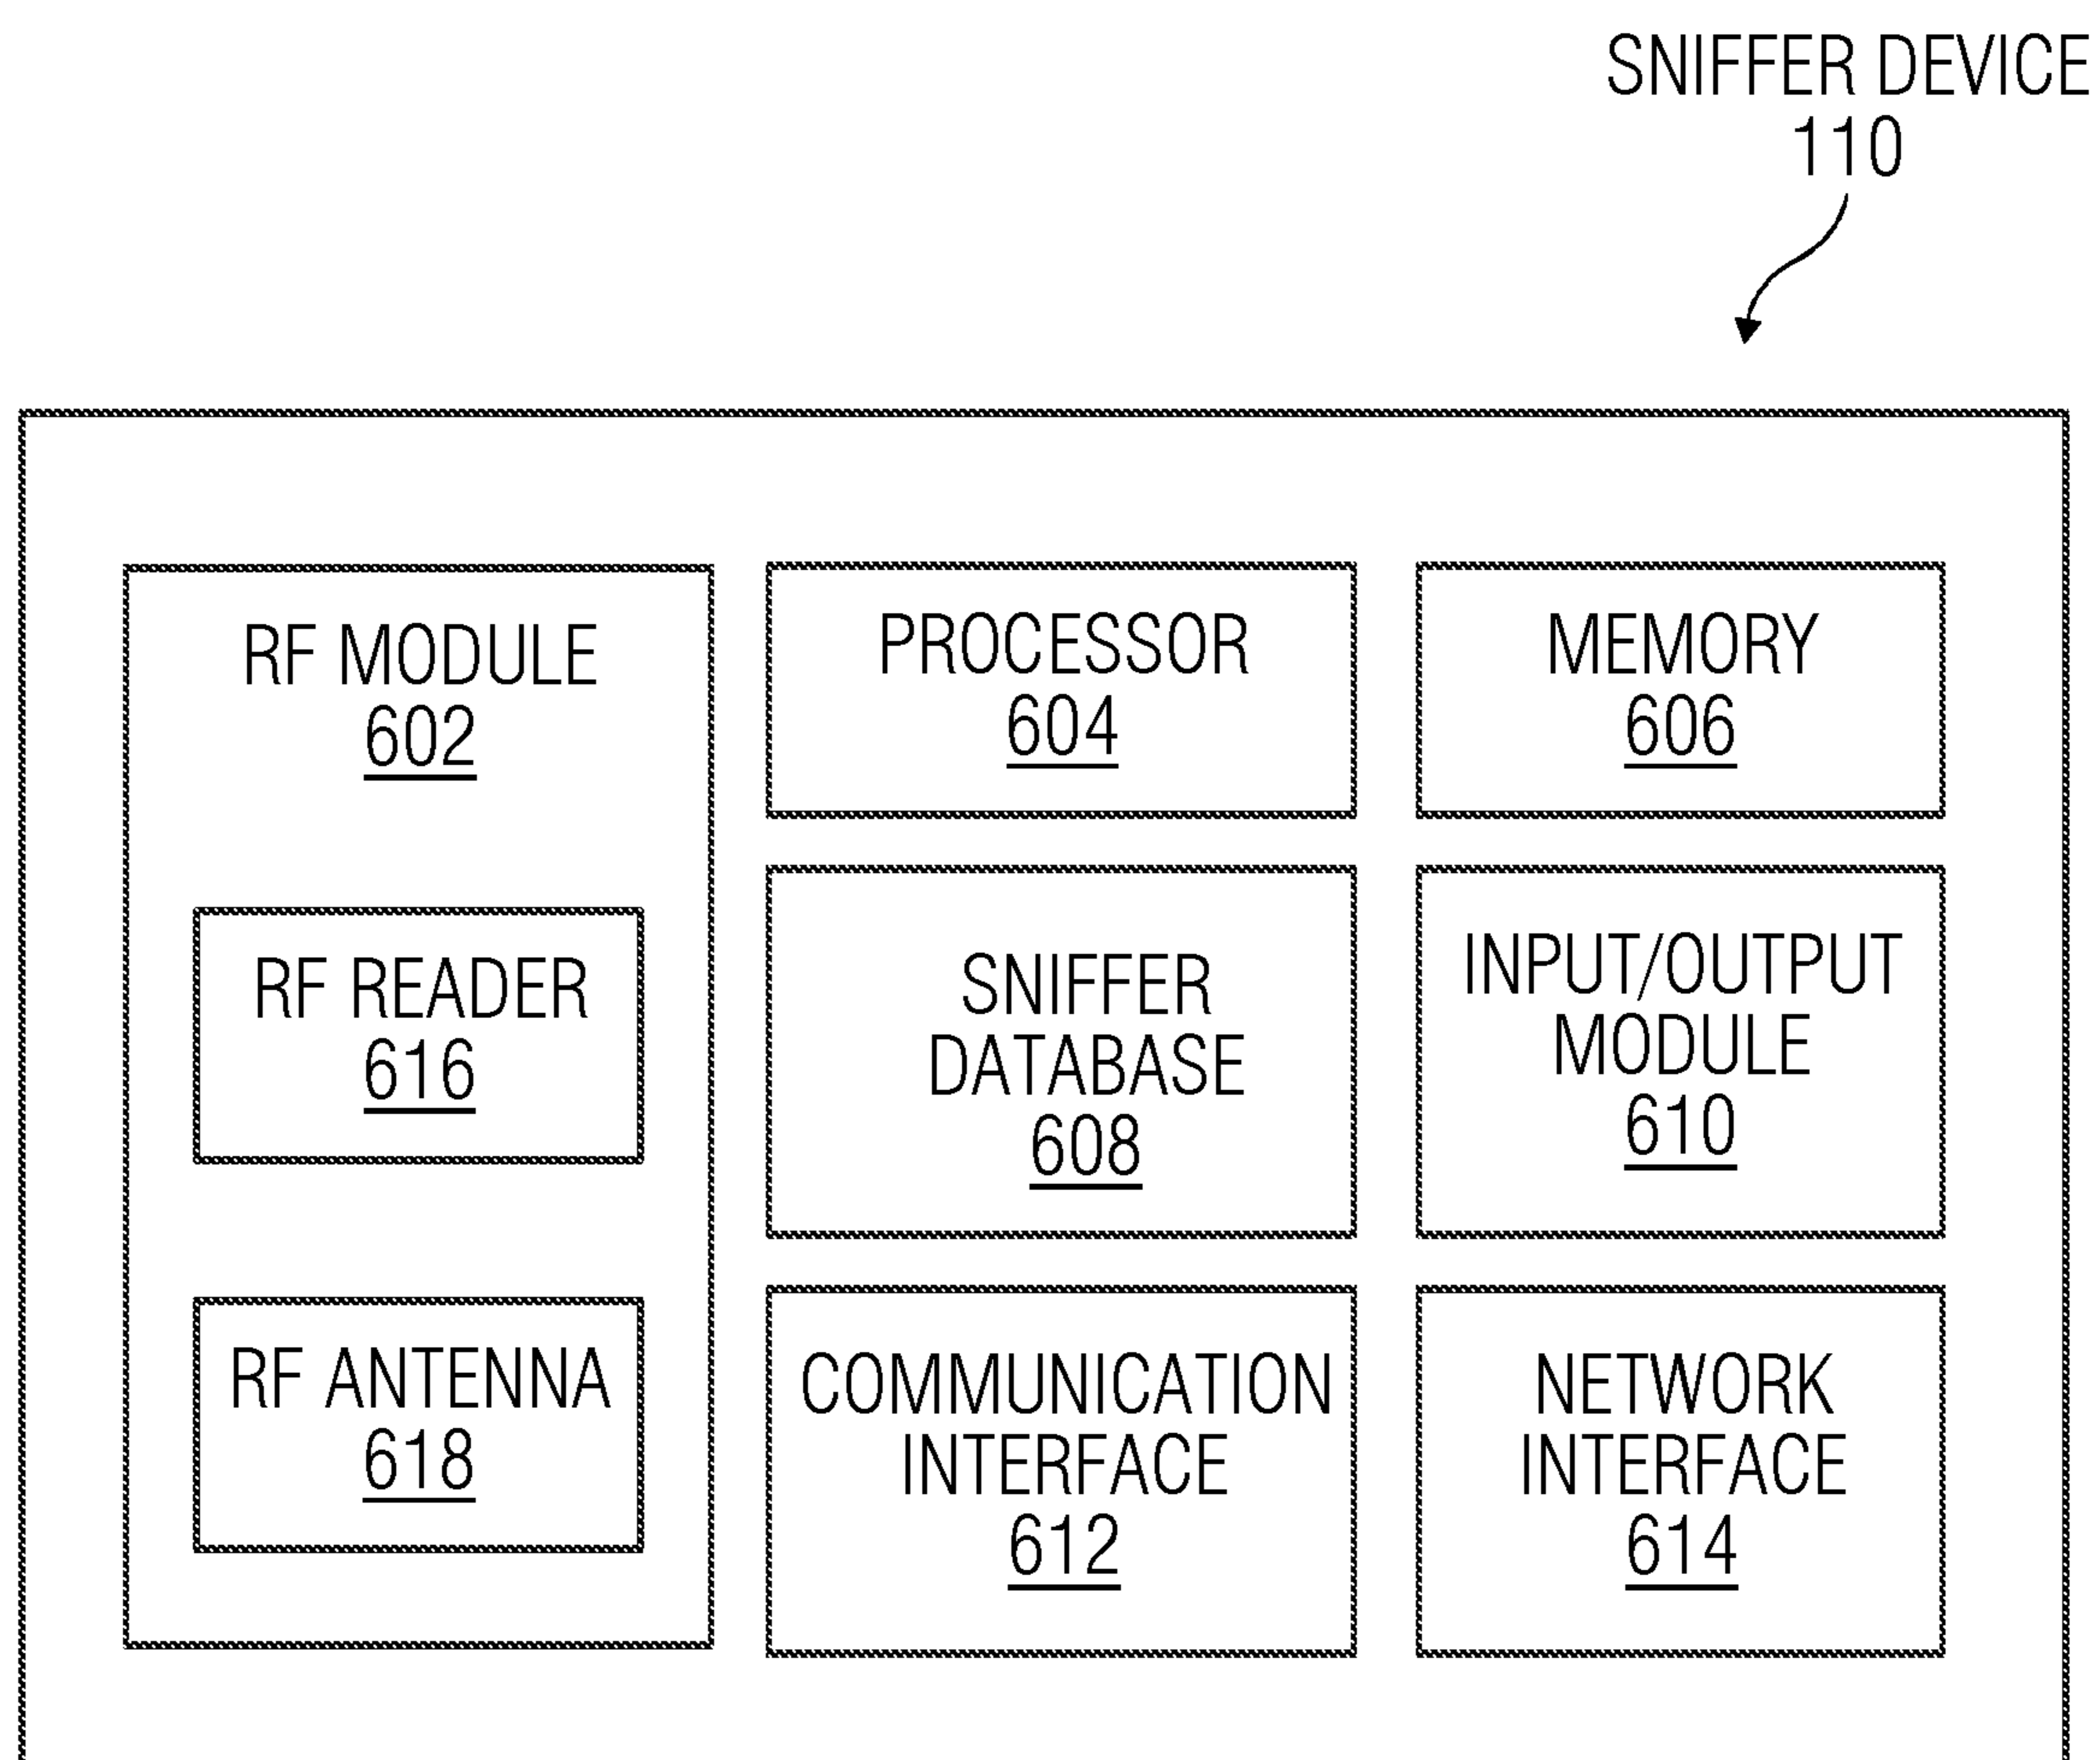 SNIFFER DEVICE
110
RF MODULE
602
RF READER
616
RF ANTENNA
618
PROCESSOR
604
MEMORY
606
SNIFFER
DATABASE
608
INPUT/OUTPUT
MODULE
610
COMMUNICATION
INTERFACE
612
NETWORK
INTERFACE
614